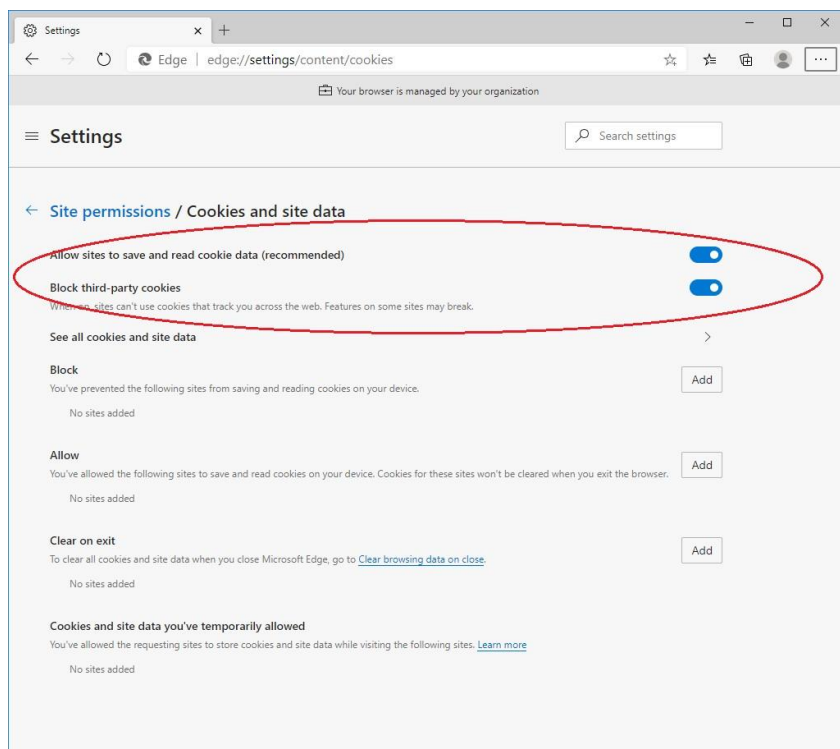 Settings
Edge | edge://settings/content/cookies
Your browser is managed by your organization
Settings
Search settings
Site permissions / Cookies and site data
Allow sites to save and read cookie data (recommended)
Block third-party cookies
When on, sites can't use cookies that track you across the web. Features on some sites may break.
See all cookies and site data
Block
Add
You've prevented the following sites from saving and reading cookies on your device.
No sites added
Allow
Add
You've allowed the following sites to save and read cookies on your device. Cookies for these sites won't be cleared when you exit the browser.
No sites added
Clear on exit
Add
To clear all cookies and site data when you close Microsoft Edge, go to Clear browsing data on close.
No sites added
Cookies and site data you've temporarily allowed
You've allowed the requesting sites to store cookies and site data while visiting the following sites. Learn more
No sites added